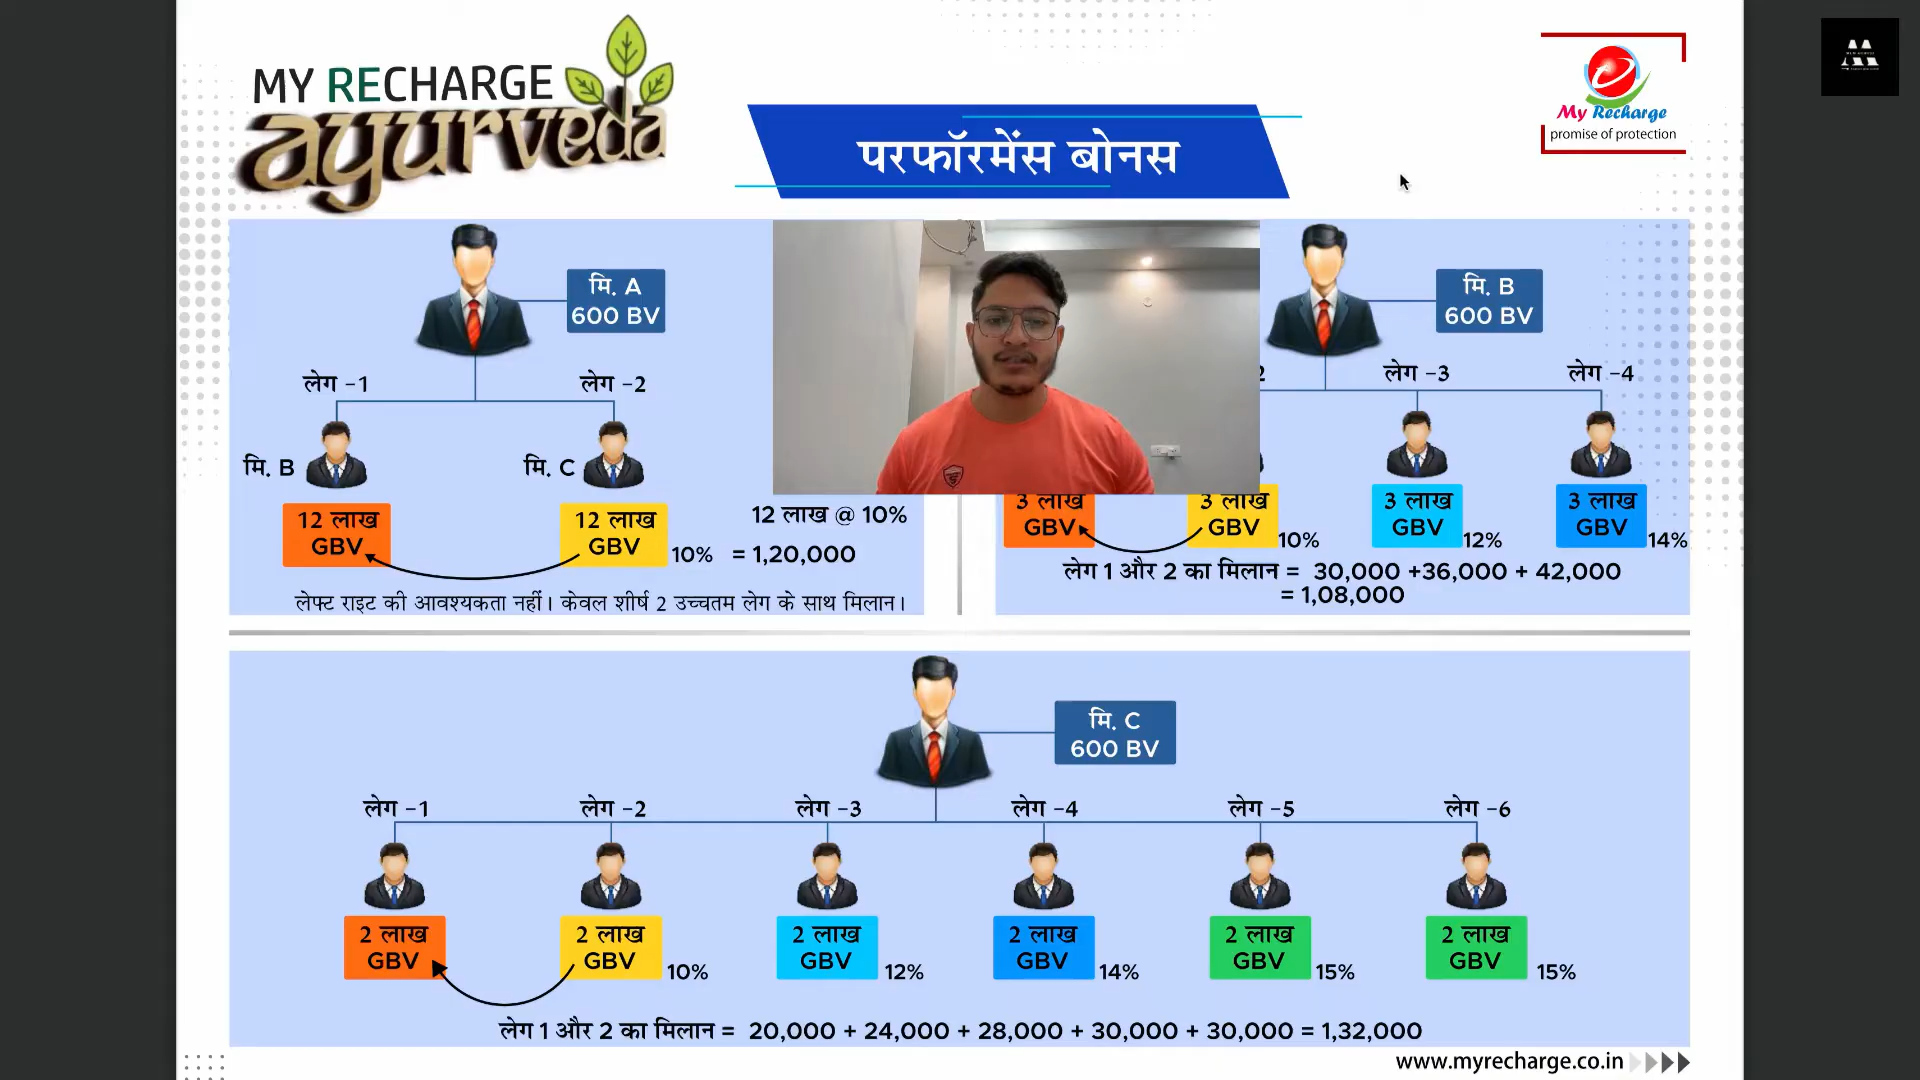 MY RECHARGE
ayurveda
परफॉरमेंस बोनस
My Recharge
promise of protection
मि. A
600 BV
लेग -1
लेग -2
मि. B
मि. C
12 लाख
GBV
12 लाख
GBV
10%
12 लाख @ 10%
= 1,20,000
लेफ्ट राइट की आवश्यकता नहीं। केवल शीर्ष 2 उच्चतम लेग के साथ मिलान।
मि. B
600 BV
2
लेग -3
लेग -4
3 लाख
GBV
3 लाख
GBV
10%
3 लाख
GBV
12%
3 लाख
GBV
14%
लेग 1 और 2 का मिलान = 30,000 +36,000 + 42,000
= 1,08,000
मि. C
600 BV
लेग -1
लेग -2
लेग -3
लेग -4
लेग -5
लेग -6
2 लाख
GBV
2 लाख
GBV
10%
2 लाख
GBV
12%
2 लाख
GBV
14%
2 लाख
GBV
15%
2 लाख
GBV
15%
लेग 1 और 2 का मिलान = 20,000 + 24,000 + 28,000 + 30,000 + 30,000 = 1,32,000
www.myrecharge.co.in